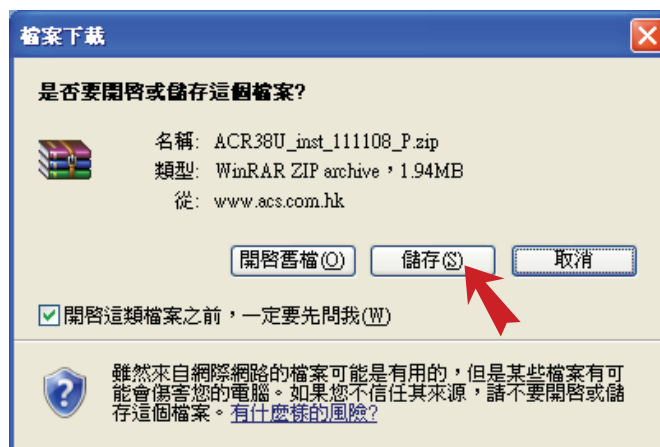 檔案下載
是否要開啓或儲存這個檔案?
名稱: ACR38U_inst_111108_P.zip
類型: WinRAR ZIP archive，1.94MB
從: www.acs.com.hk
開啓舊檔(O) 儲存(S) 取消
開啓這類檔案之前，一定要先問我(W)
雖然來自網際網路的檔案可能是有用的，但是某些檔案有可
能會傷害您的電腦。如果您不信任其來源，請不要開啓或儲
存這個檔案。有什麼樣的風險?